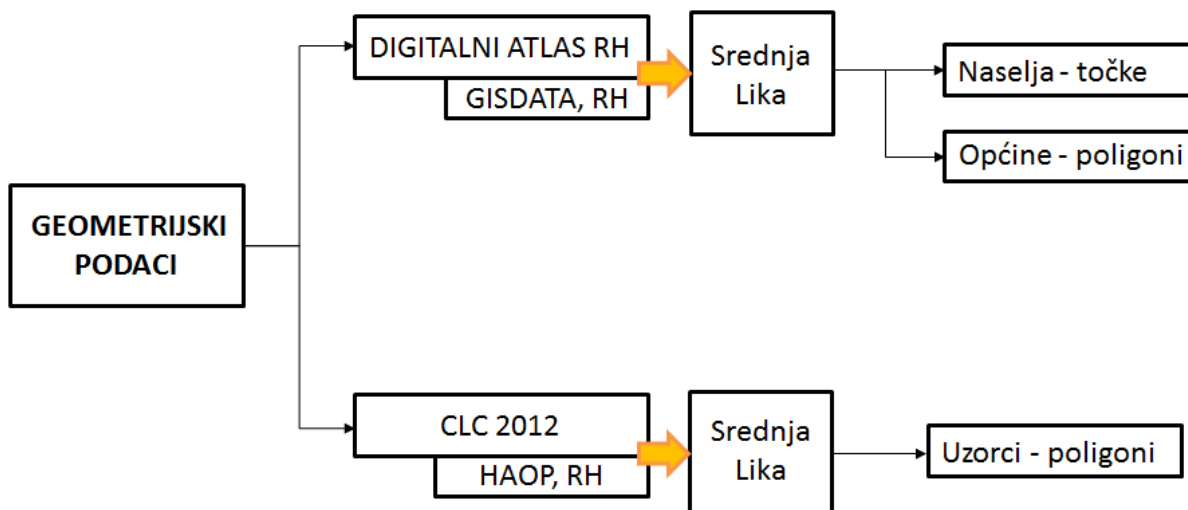 GEOMETRIJSKI
PODACI
DIGITALNI ATLAS RH
GISDATA, RH
Srednja
Lika
Naselja - točke
Općine - poligoni
CLC 2012
HAOP, RH
Srednja
Lika
Uzorci - poligoni